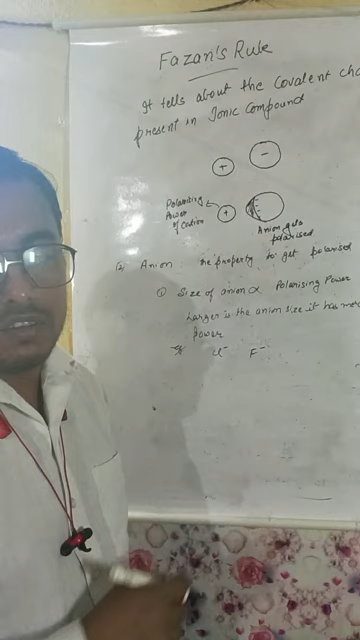 Fazan's Rule
It tells about the Covalent cha
present in Ionic Compound
+
-
Polarising
Power
of Cation
+
Anion gets
polarised
Anion: the property to get polarised
① Size of anion ∝ Polarising Power
Larger is the anion size it has more
Power
Cl⁻ F⁻